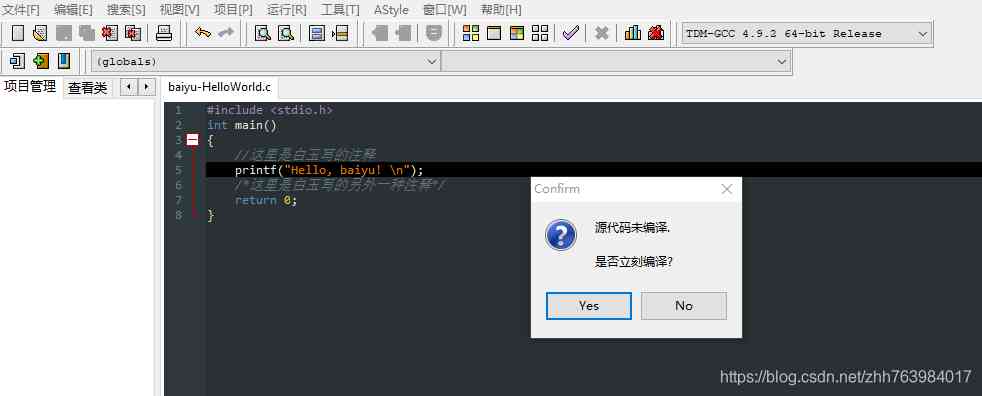 文件[F] 编辑[E] 搜索[S] 视图[V] 项目[P] 运行[R] 工具[T] AStyle 窗口[W] 帮助[H]
TDM-GCC 4.9.2 64-bit Release
(globals)
项目管理 查看类 baiyu-HelloWorld.c
1 #include <stdio.h>
2 int main()
3 {
4 //这里是白玉写的注释
5 printf("Hello, baiyu! \n");
6 /*这里是白玉写的另外一种注释*/
7 return 0;
8 }
Confirm
源代码未编译.
是否立刻编译?
Yes No
https://blog.csdn.net/zhh763984017